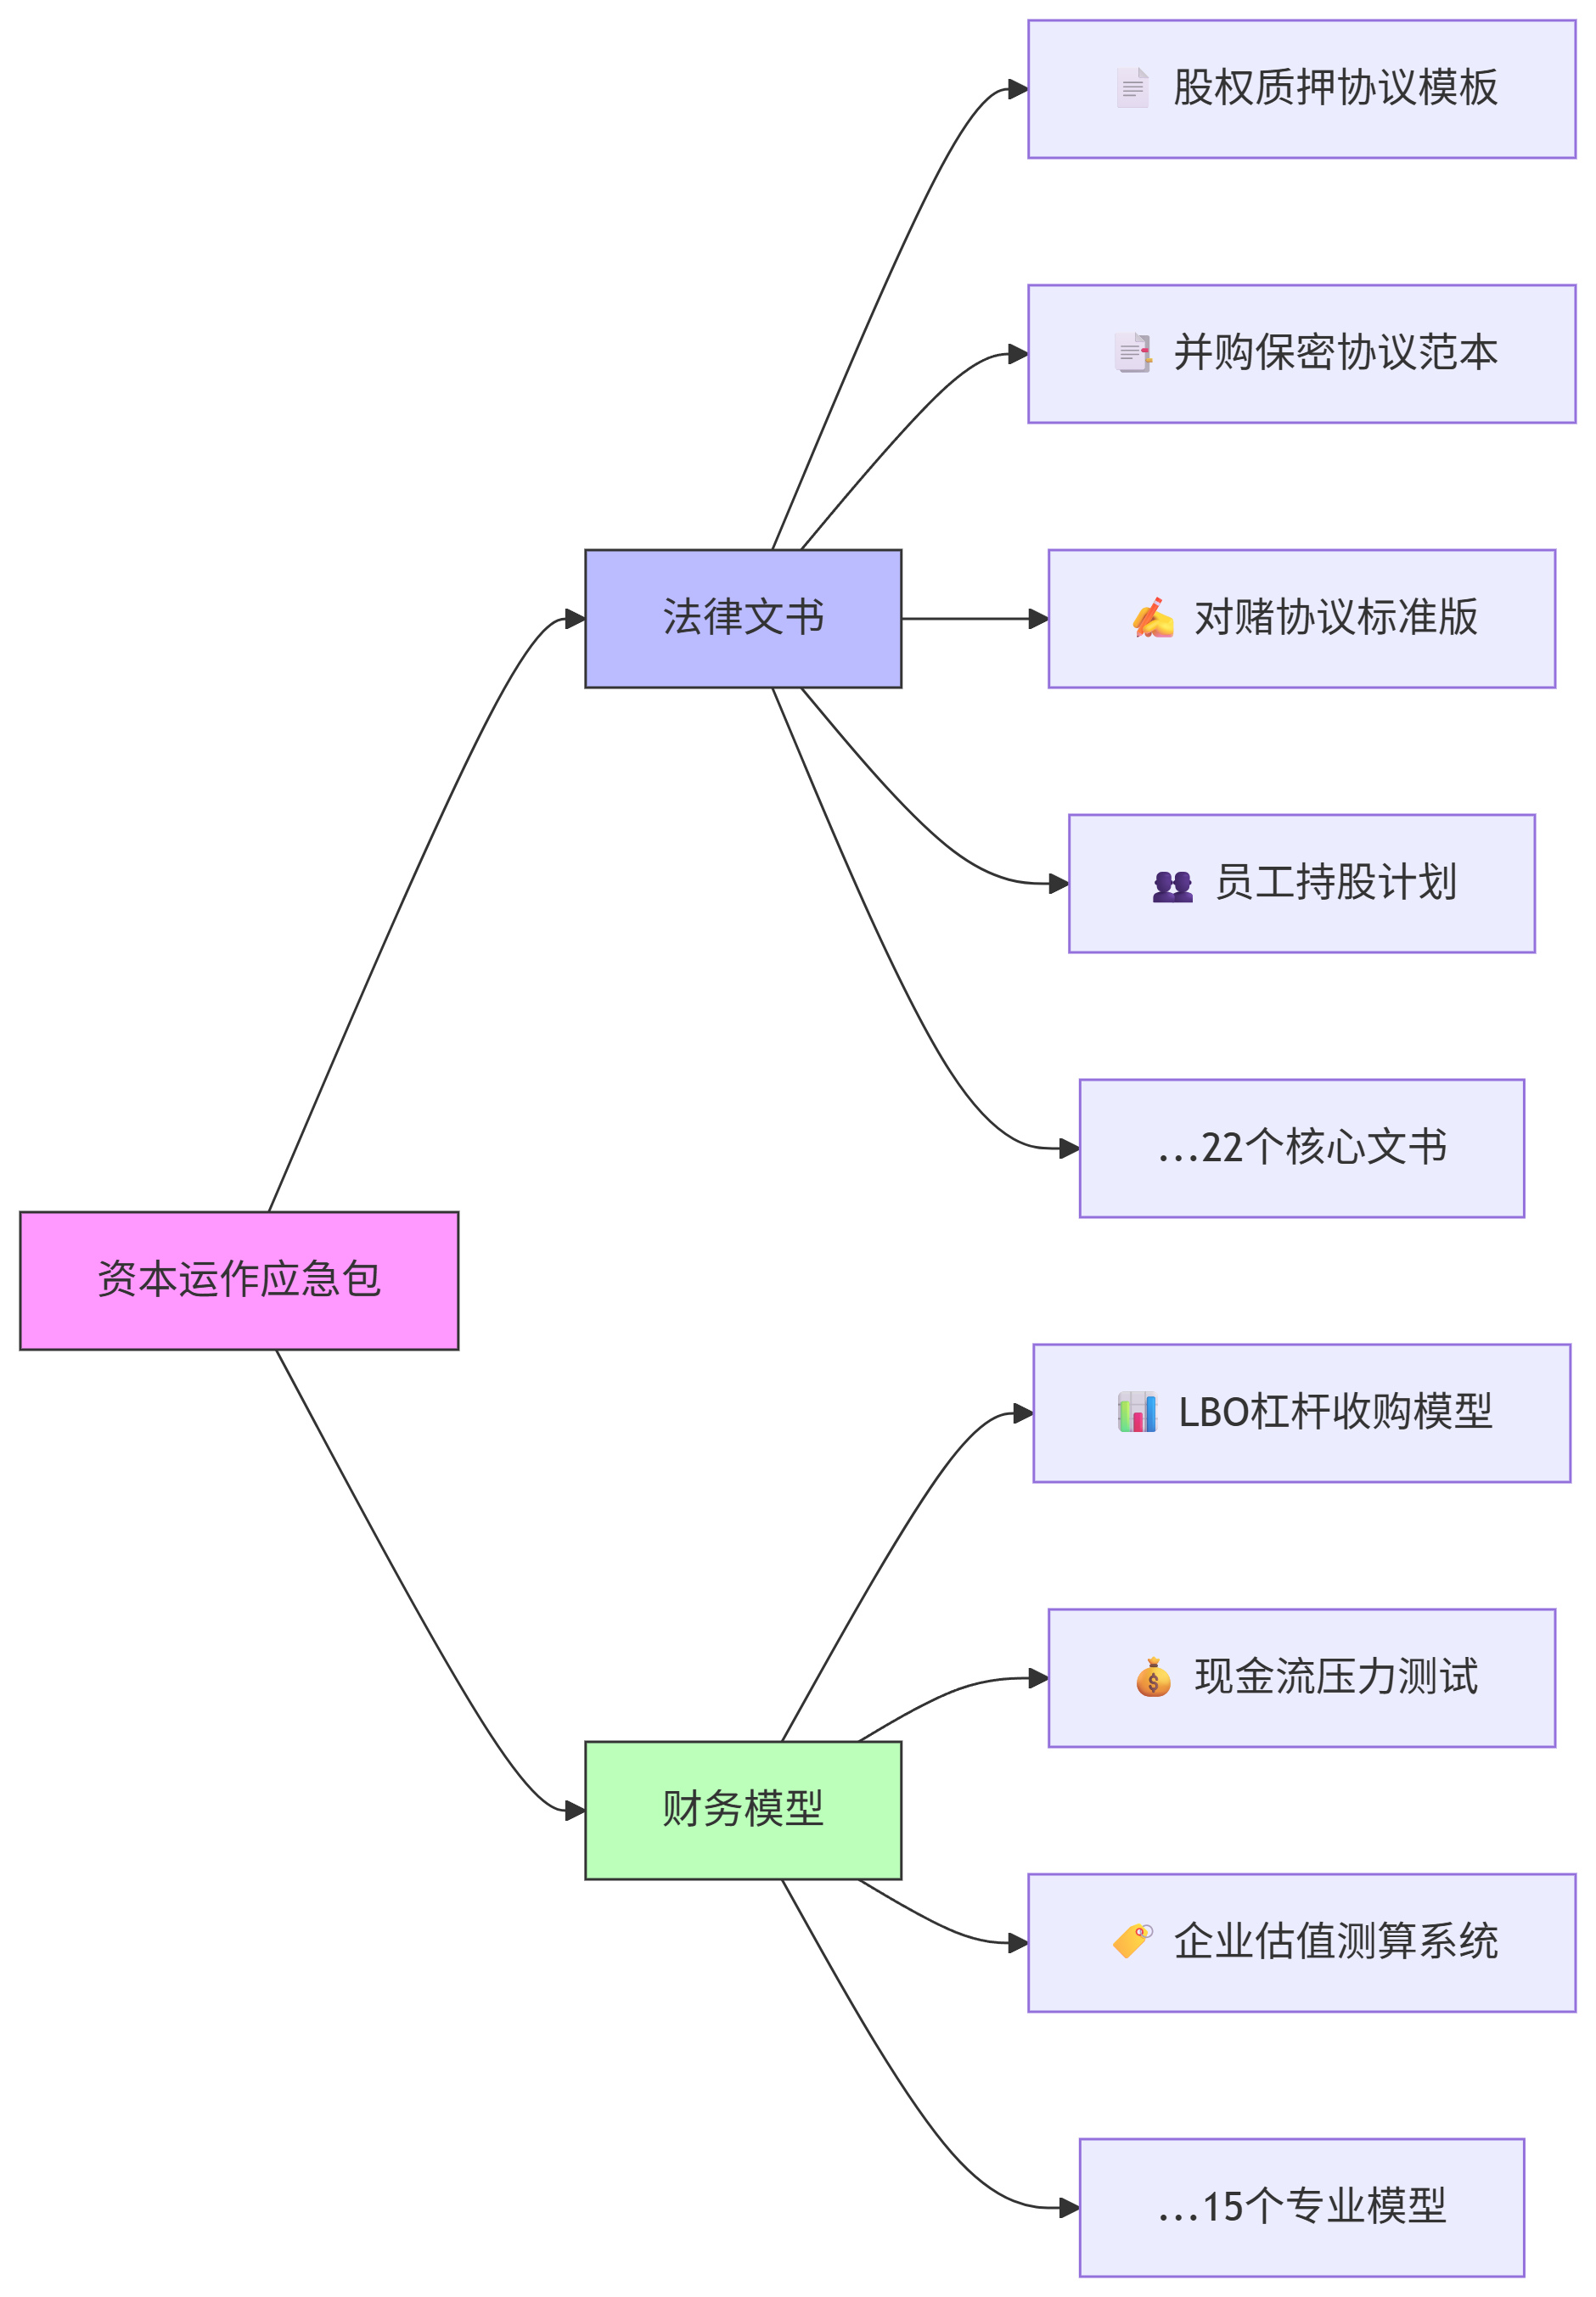 资本运作应急包
法律文书
股权质押协议模板
并购保密协议范本
对赌协议标准版
员工持股计划
...22个核心文书
财务模型
LBO杠杆收购模型
现金流压力测试
企业估值测算系统
...15个专业模型